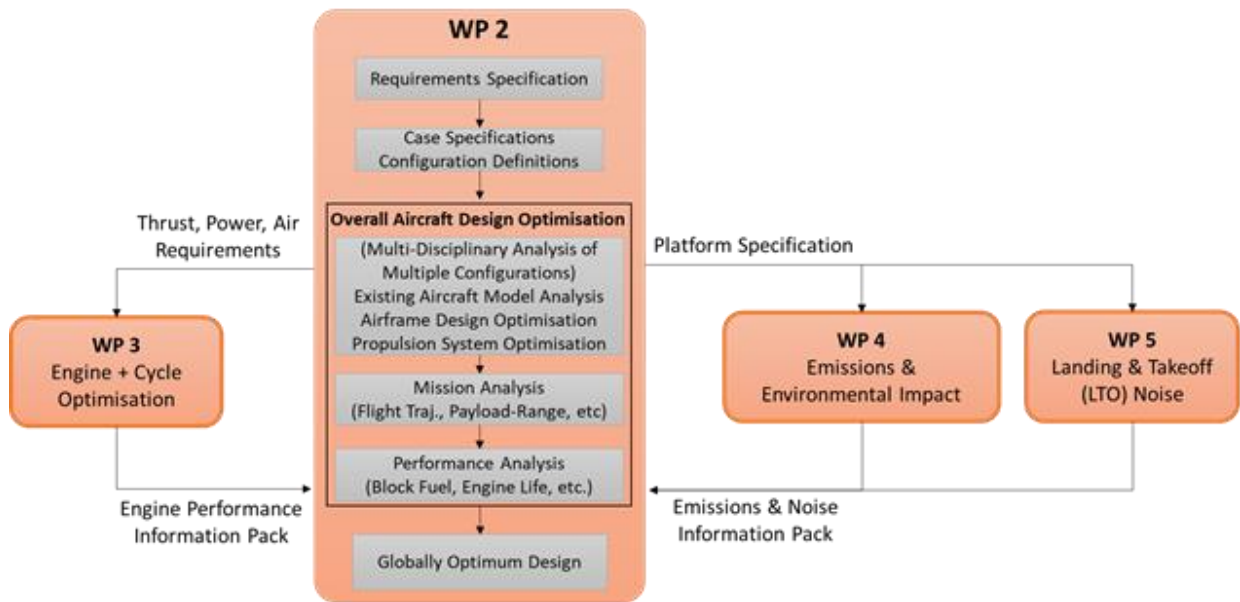 WP 2
Requirements Specification
Case Specifications
Configuration Definitions
Overall Aircraft Design Optimisation
(Multi-Disciplinary Analysis of
Multiple Configurations)
Existing Aircraft Model Analysis
Airframe Design Optimisation
Propulsion System Optimisation
Mission Analysis
(Flight Traj., Payload-Range, etc)
Performance Analysis
(Block Fuel, Engine Life, etc.)
Globally Optimum Design
Thrust, Power, Air
Requirements
WP 3
Engine + Cycle
Optimisation
Engine Performance
Information Pack
Platform Specification
WP 4
Emissions &
Environmental Impact
WP 5
Landing & Takeoff
(LTO) Noise
Emissions & Noise
Information Pack